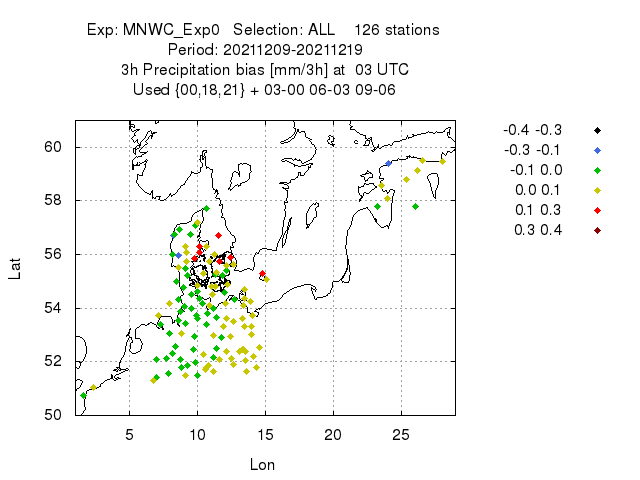 Exp: MNWC_Exp0   Selection: ALL    126 stations
Period: 20211209-20211219
3h Precipitation bias [mm/3h] at  03 UTC
Used {00,18,21} + 03-00 06-03 09-06
-0.4 -0.3
-0.3 -0.1
-0.1 0.0
0.0 0.1
0.1 0.3
0.3 0.4
60
58
56
54
52
50
Lat
5 10 15 20 25
Lon